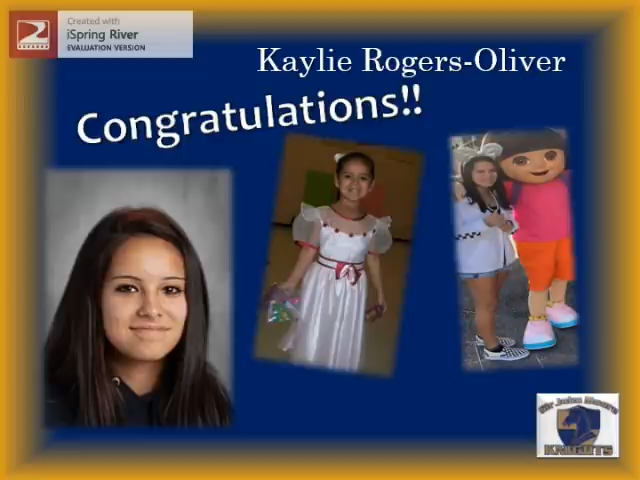 Created with
iSpring River
EVALUATION VERSION
Kaylie Rogers-Oliver
Congratulations!!
KNIGHTS